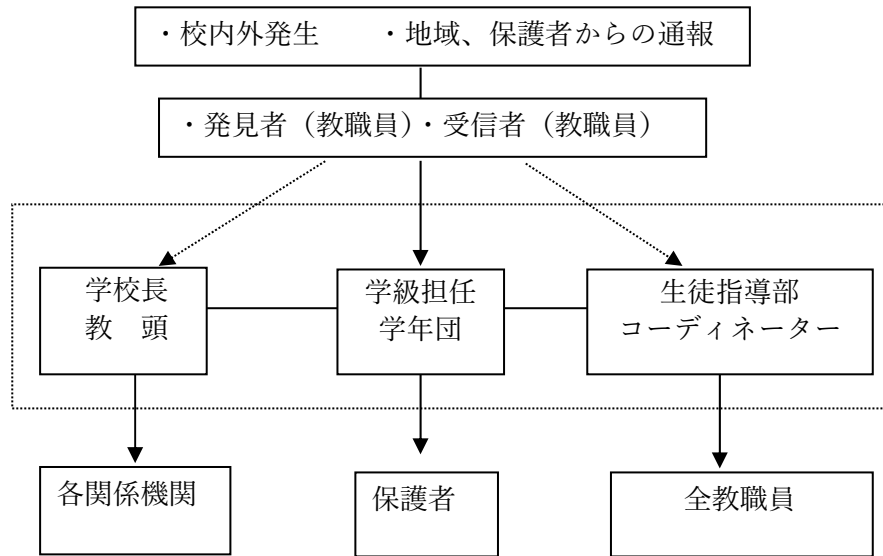 ・校内外発生　　・地域、保護者からの通報
・発見者（教職員）・受信者（教職員）
学校長
教　頭
学級担任
学年団
生徒指導部
コーディネーター
各関係機関
保護者
全教職員